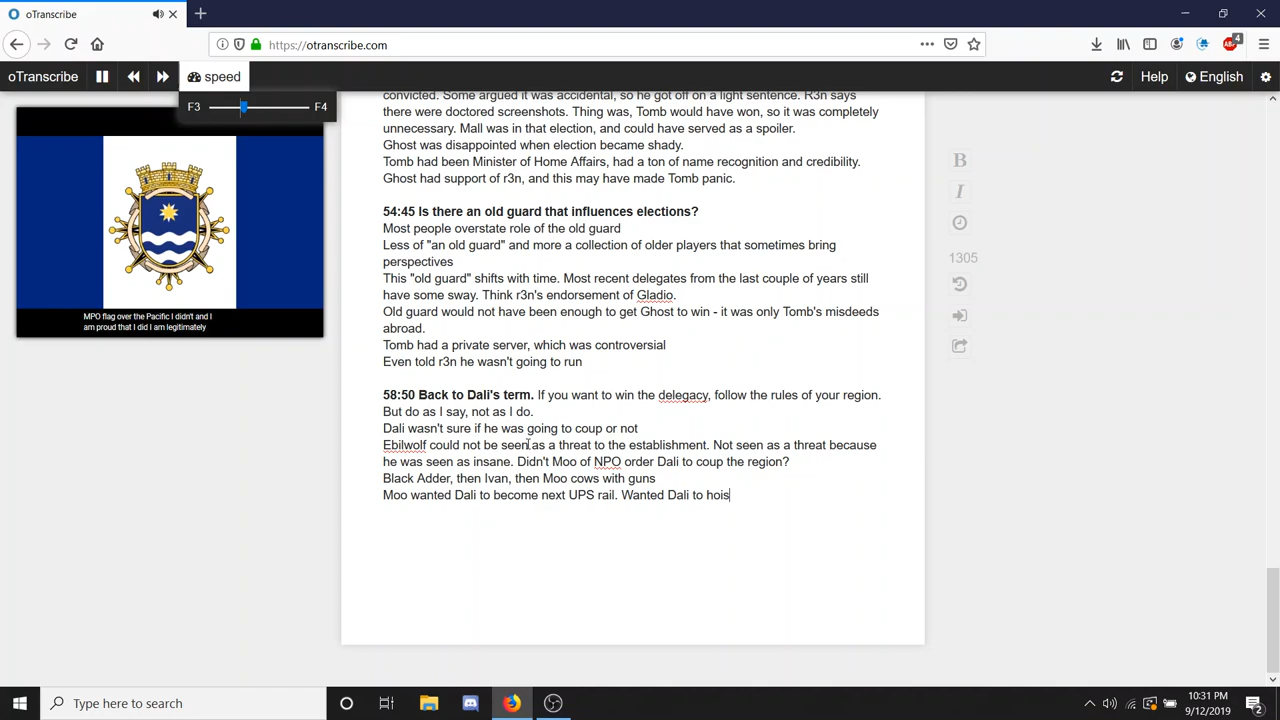 oTranscribe
https://otranscribe.com
4
oTranscribe
speed
Help
English
F3
F4
MPO flag over the Pacific I didn't and I
am proud that I did I am legitimately
convicted. Some argued it was accidental, so he got off on a light sentence. R3n says
there were doctored screenshots. Thing was, Tomb would have won, so it was completely
unnecessary. Mall was in that election, and could have served as a spoiler.
Ghost was disappointed when election became shady.
Tomb had been Minister of Home Affairs, had a ton of name recognition and credibility.
Ghost had support of r3n, and this may have made Tomb panic.
54:45 Is there an old guard that influences elections?
Most people overstate role of the old guard
Less of "an old guard" and more a collection of older players that sometimes bring
perspectives
This "old guard" shifts with time. Most recent delegates from the last couple of years still
have some sway. Think r3n's endorsement of Gladio.
Old guard would not have been enough to get Ghost to win - it was only Tomb's misdeeds
abroad.
Tomb had a private server, which was controversial
Even told r3n he wasn't going to run
58:50 Back to Dali's term. If you want to win the delegacy, follow the rules of your region.
But do as I say, not as I do.
Dali wasn't sure if he was going to coup or not
Ebilwolf could not be seen as a threat to the establishment. Not seen as a threat because
he was seen as insane. Didn't Moo of NPO order Dali to coup the region?
Black Adder, then Ivan, then Moo cows with guns
Moo wanted Dali to become next UPS rail. Wanted Dali to hois
B
I
1305
Type here to search
10:31 PM
9/12/2019
2